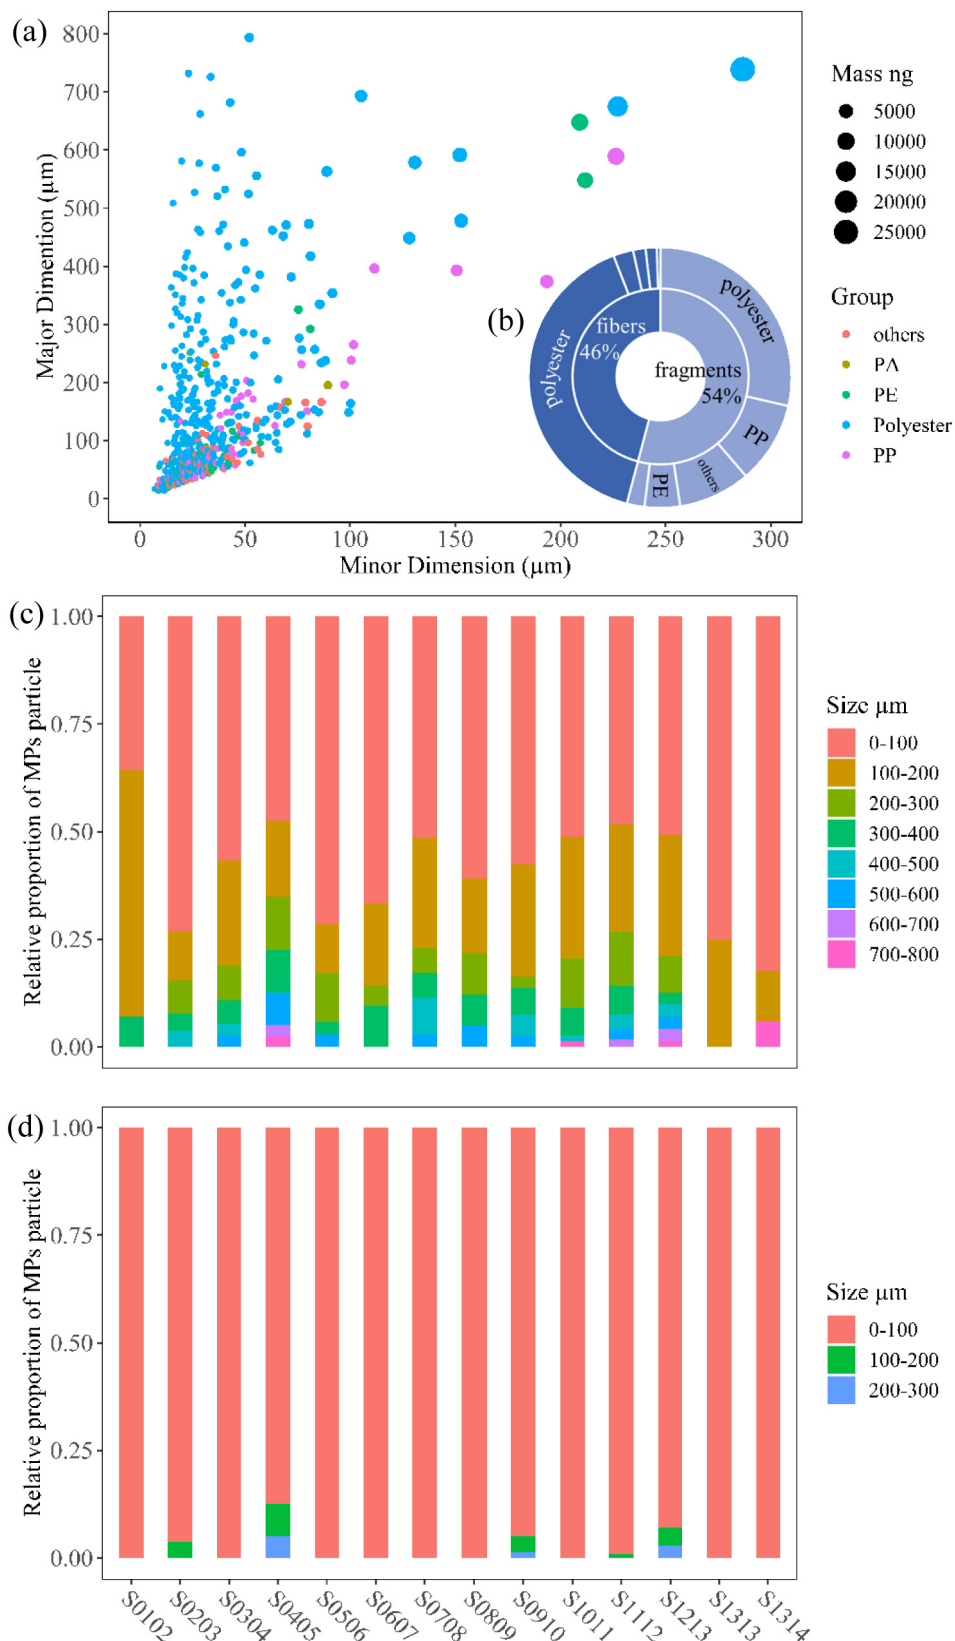 (a)
800
700
600
500
400
300
200
100
0
Major Dimention (μm)
0 50 100 150 200 250 300
Minor Dimension (μm)
Mass ng
5000
10000
15000
20000
25000
Group
others
PA
PE
Polyester
PP
(b)
fibers
46%
fragments
54%
polyester
polyester
PP
others
PE
(c)
1.00
0.75
0.50
0.25
0.00
Relative proportion of MPs particle
Size μm
0-100
100-200
200-300
300-400
400-500
500-600
600-700
700-800
(d)
1.00
0.75
0.50
0.25
0.00
Relative proportion of MPs particle
Size μm
0-100
100-200
200-300
S0102 S0203 S0304 S0405 S0506 S0607 S0708 S0809 S0910 S1011 S1112 S1213 S1313 S1314